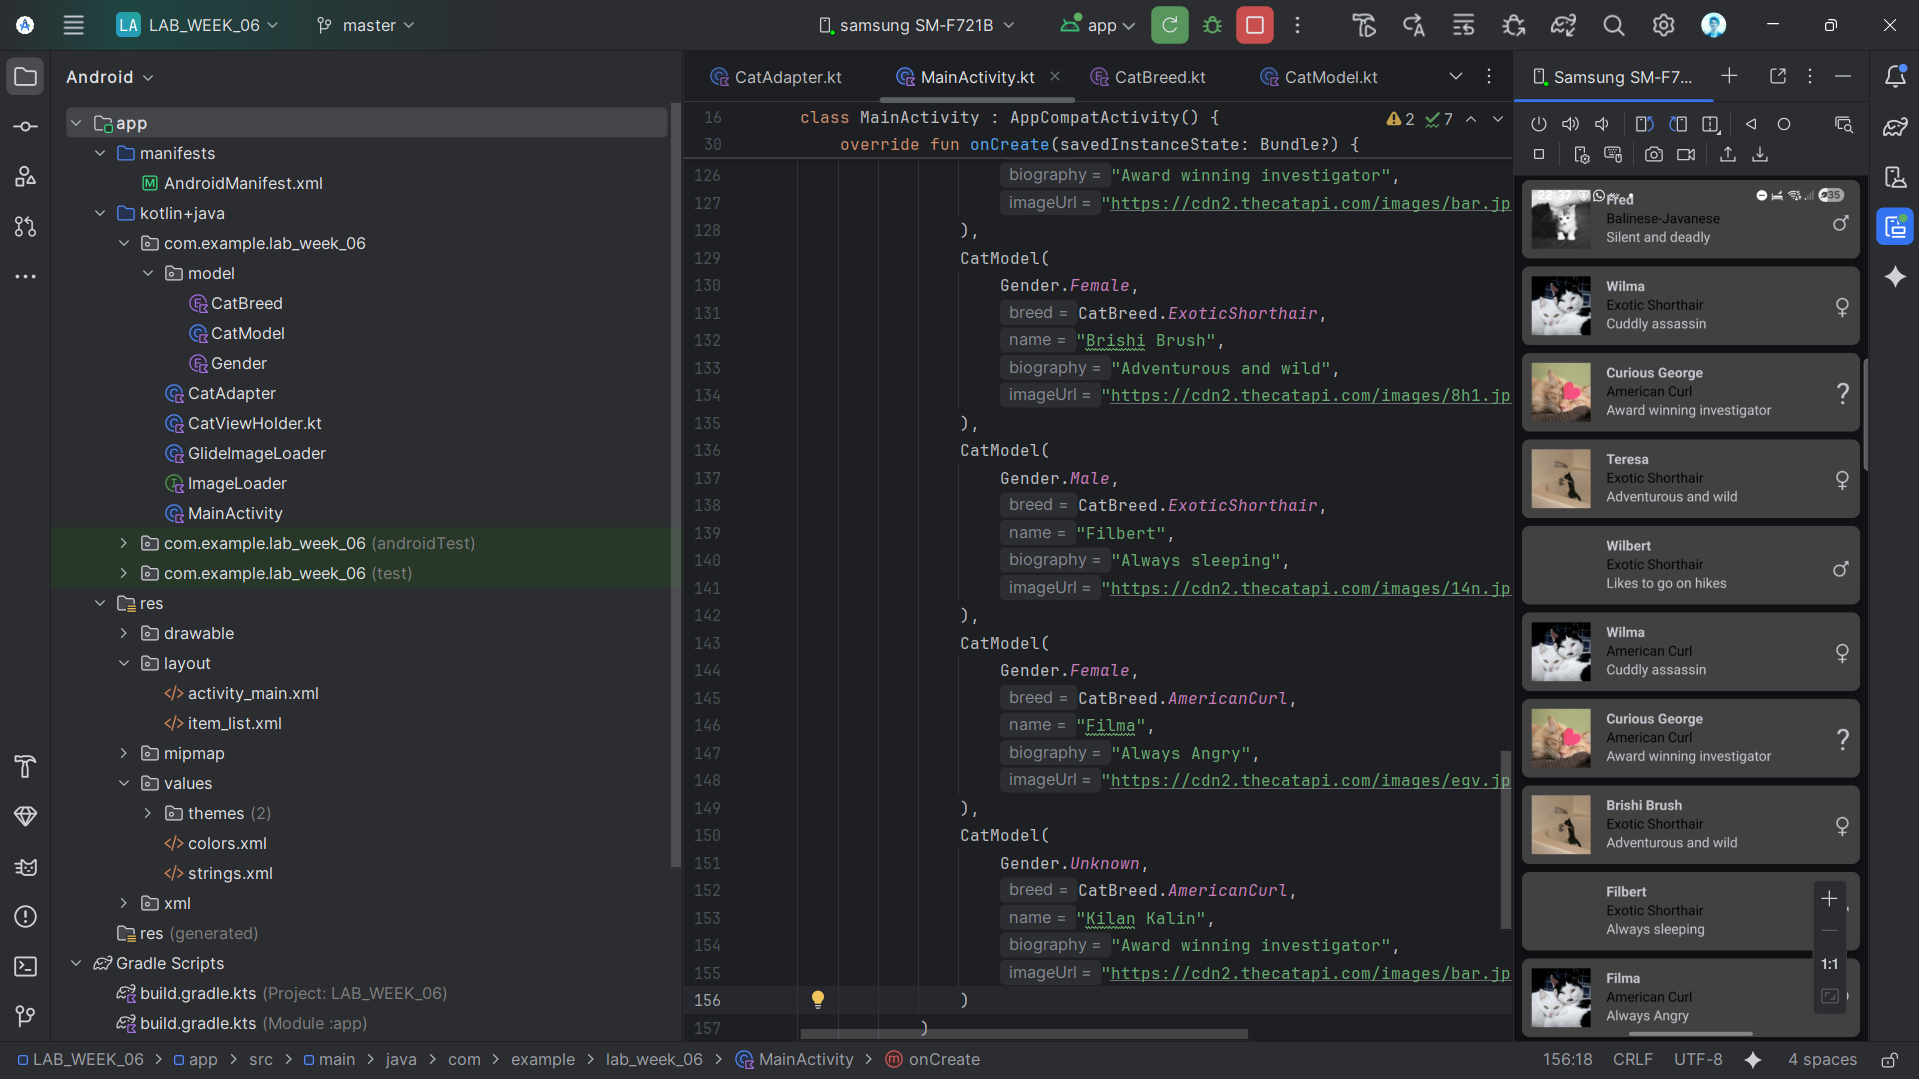 LA LAB_WEEK_06
master
samsung SM-F721B
app
Android
CatAdapter.kt
MainActivity.kt
CatBreed.kt
CatModel.kt
Samsung SM-F7...
app
manifests
AndroidManifest.xml
kotlin+java
com.example.lab_week_06
model
CatBreed
CatModel
Gender
CatAdapter
CatViewHolder.kt
GlideImageLoader
ImageLoader
MainActivity
com.example.lab_week_06 (androidTest)
com.example.lab_week_06 (test)
res
drawable
layout
activity_main.xml
item_list.xml
mipmap
values
themes (2)
colors.xml
strings.xml
xml
res (generated)
Gradle Scripts
build.gradle.kts (Project: LAB_WEEK_06)
build.gradle.kts (Module :app)
16 class MainActivity : AppCompatActivity() {
2 7
30 override fun onCreate(savedInstanceState: Bundle?) {
126 biography = "Award winning investigator",
127 imageUrl = "https://cdn2.thecatapi.com/images/bar.jp
128 ),
129 CatModel(
130 Gender.Female,
131 breed = CatBreed.ExoticShorthair,
132 name = "Brishi Brush",
133 biography = "Adventurous and wild",
134 imageUrl = "https://cdn2.thecatapi.com/images/8h1.jp
135 ),
136 CatModel(
137 Gender.Male,
138 breed = CatBreed.ExoticShorthair,
139 name = "Filbert",
140 biography = "Always sleeping",
141 imageUrl = "https://cdn2.thecatapi.com/images/14n.jp
142 ),
143 CatModel(
144 Gender.Female,
145 breed = CatBreed.AmericanCurl,
146 name = "Filma",
147 biography = "Always Angry",
148 imageUrl = "https://cdn2.thecatapi.com/images/egv.jp
149 ),
150 CatModel(
151 Gender.Unknown,
152 breed = CatBreed.AmericanCurl,
153 name = "Kilan Kalin",
154 biography = "Award winning investigator",
155 imageUrl = "https://cdn2.thecatapi.com/images/bar.jp
156 )
157 )
22:37
35
Fred
Balinese-Javanese
Silent and deadly
♂
Wilma
Exotic Shorthair
Cuddly assassin
♀
Curious George
American Curl
Award winning investigator
?
Teresa
Exotic Shorthair
Adventurous and wild
♀
Wilbert
Exotic Shorthair
Likes to go on hikes
♂
Wilma
American Curl
Cuddly assassin
♀
Curious George
American Curl
Award winning investigator
?
Brishi Brush
Exotic Shorthair
Adventurous and wild
♀
Filbert
Exotic Shorthair
Always sleeping
Filma
American Curl
Always Angry
1:1
LAB_WEEK_06 > app > src > main > java > com > example > lab_week_06 > MainActivity > onCreate
156:18 CRLF UTF-8 4 spaces